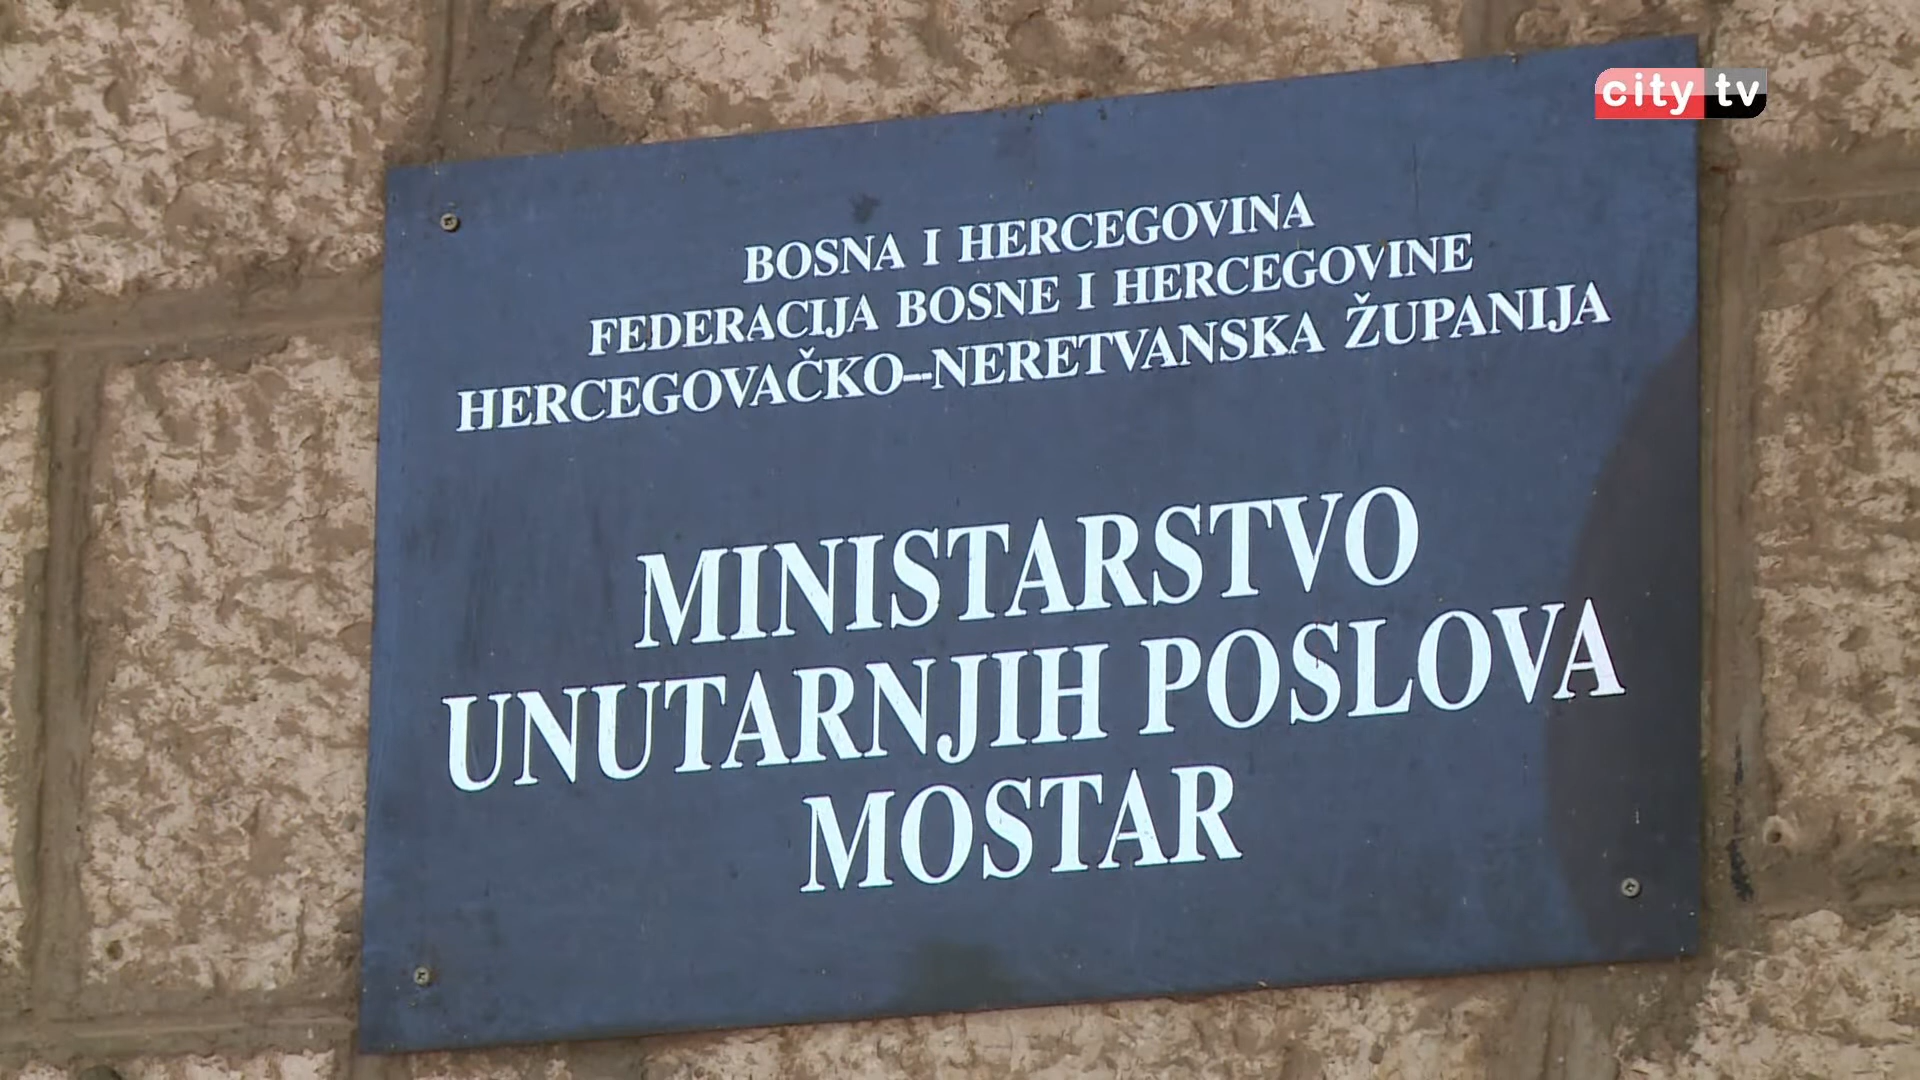 city tv
BOSNA I HERCEGOVINA
FEDERACIJA BOSNE I HERCEGOVINE
HERCEGOVAČKO–NERETVANSKA ŽUPANIJA
MINISTARSTVO
UNUTARNJIH POSLOVA
MOSTAR